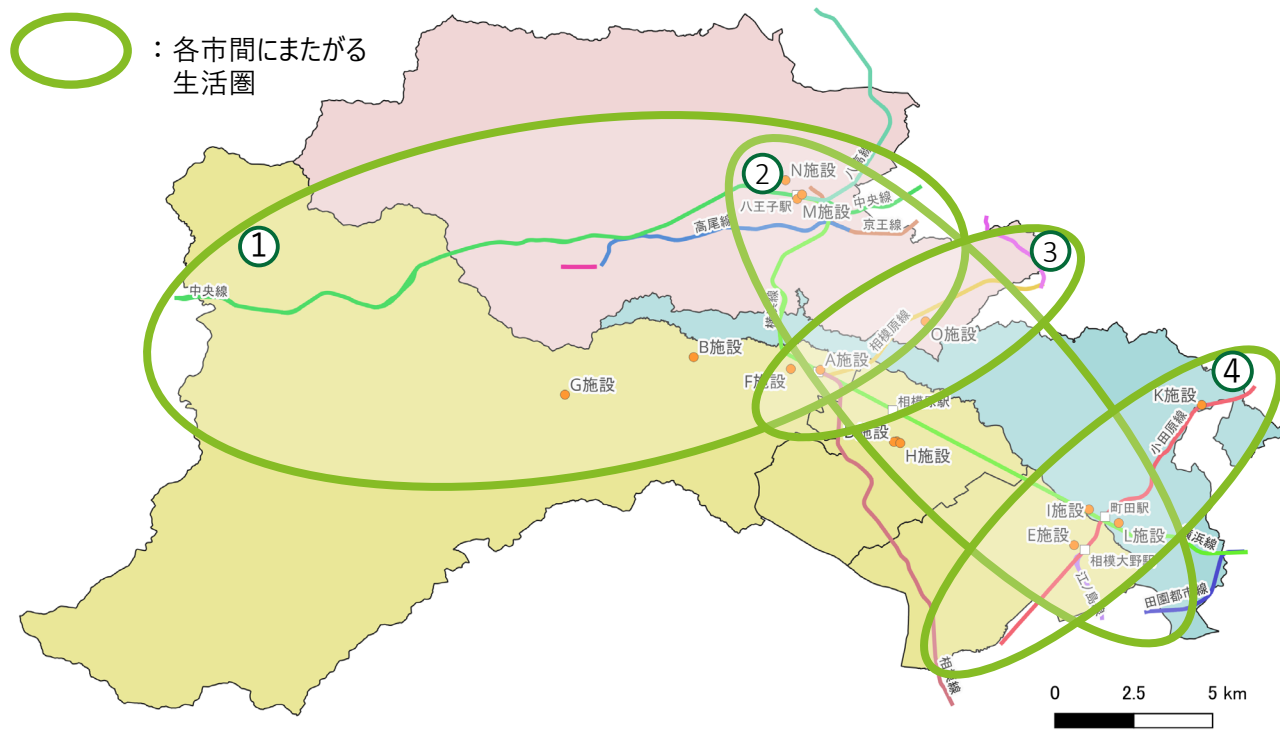 ：各市間にまたがる
生活圏
①
②
③
④
N施設
八王子駅
M施設
八高線
中央線
京王線
高尾線
中央線
相模原線
O施設
B施設
A施設
F施設
G施設
相模原駅
施設
H施設
K施設
小田原線
I施設
町田駅
E施設
L施設
横浜線
相模大野駅
江ノ島
田園都市線
0 2.5 5 km